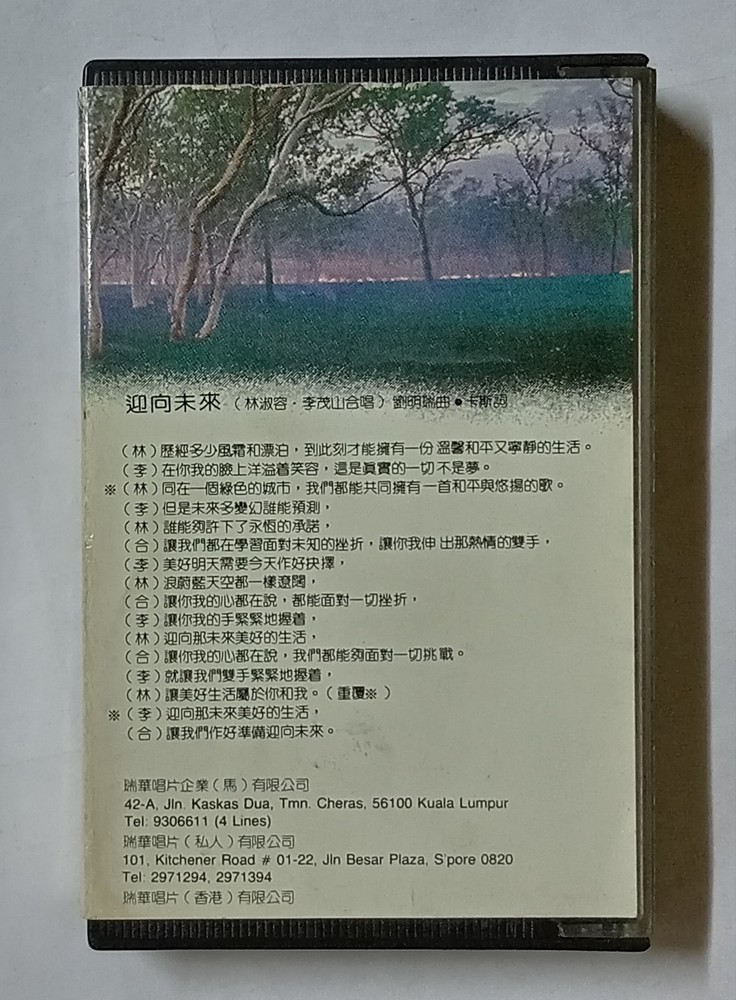 迎向未來（林淑容·李茂山合唱）劉明瑞曲●卡斯詞
（林）歷經多少風霜和漂泊，到此刻才能擁有一份溫馨和平又寧靜的生活。
（李）在你我的臉上洋溢着笑容，這是眞實的一切不是夢。
※（林）同在一個綠色的城市，我們都能共同擁有一首和平與悠揚的歌。
（李）但是未來多變幻誰能預測，
（林）誰能夠許下了永恆的承諾，
（合）讓我們都在學習面對未知的挫折，讓你我伸出那熱情的雙手，
（李）美好明天需要今天作好抉擇，
（林）浪蔚藍天空都一樣遼闊，
（合）讓你我的心都在說，都能面對一切挫折，
（李）讓你我的手緊緊地握着，
（林）迎向那未來美好的生活，
（合）讓你我的心都在說，我們都能夠面對一切挑戰。
（李）就讓我們雙手緊緊地握着，
（林）讓美好生活屬於你和我。（重覆※）
※（李）迎向那未來美好的生活，
（合）讓我們作好準備迎向未來。
瑞華唱片企業（馬）有限公司
42-A, Jln. Kaskas Dua, Tmn. Cheras, 56100 Kuala Lumpur
Tel: 9306611 (4 Lines)
瑞華唱片（私人）有限公司
101, Kitchener Road # 01-22, Jln Besar Plaza, S'pore 0820
Tel: 2971294, 2971394
瑞華唱片（香港）有限公司